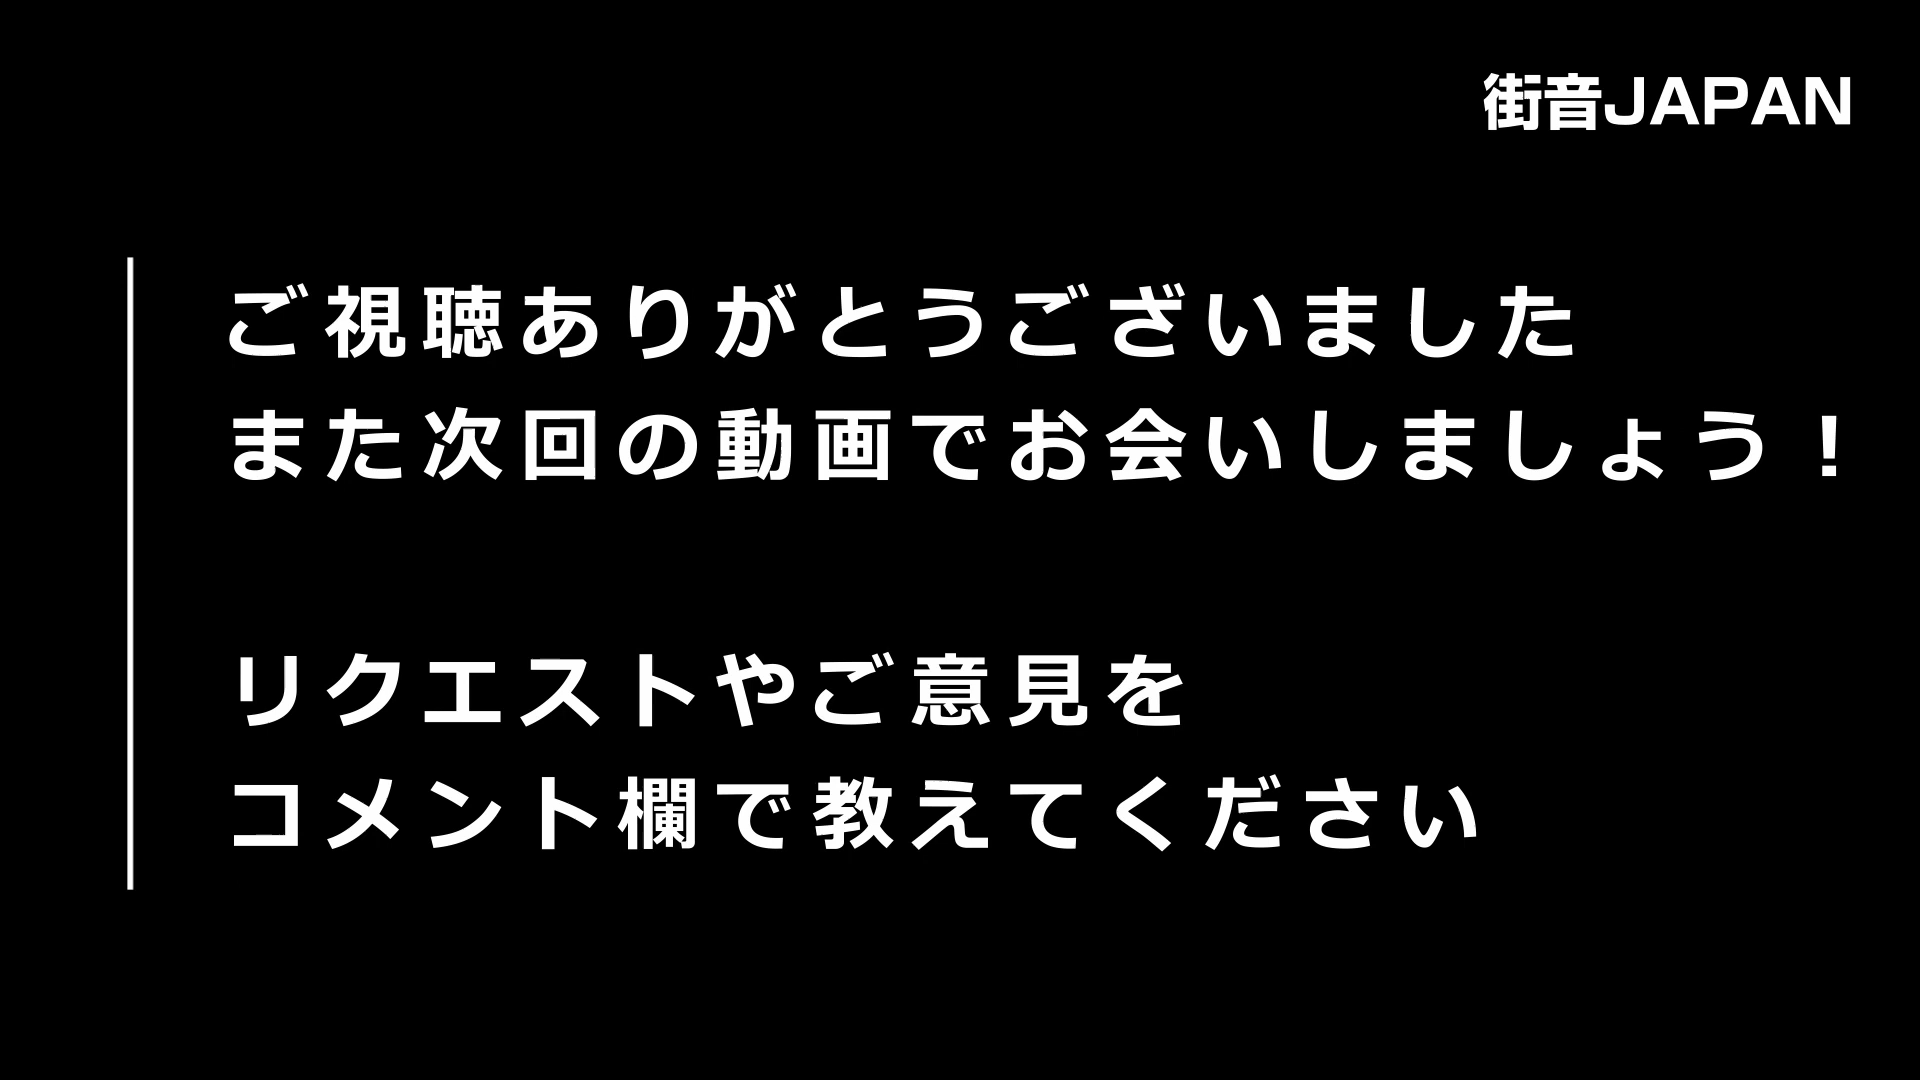 街音JAPAN
ご視聴ありがとうございました
また次回の動画でお会いしましょう！
リクエストやご意見を
コメント欄で教えてください